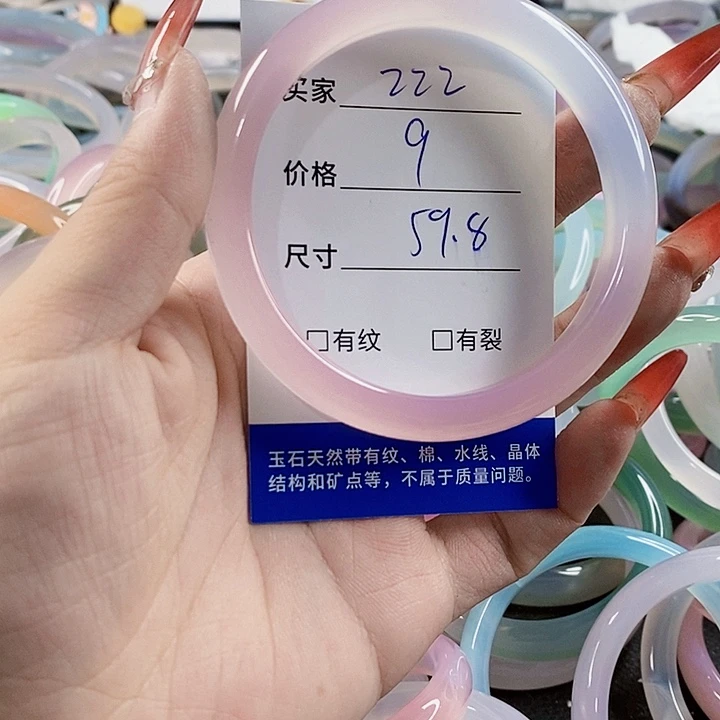 买家 222
价格 9
尺寸 59.8
□有纹 □有裂
玉石天然带有纹、棉、水线、晶体
结构和矿点等，不属于质量问题。